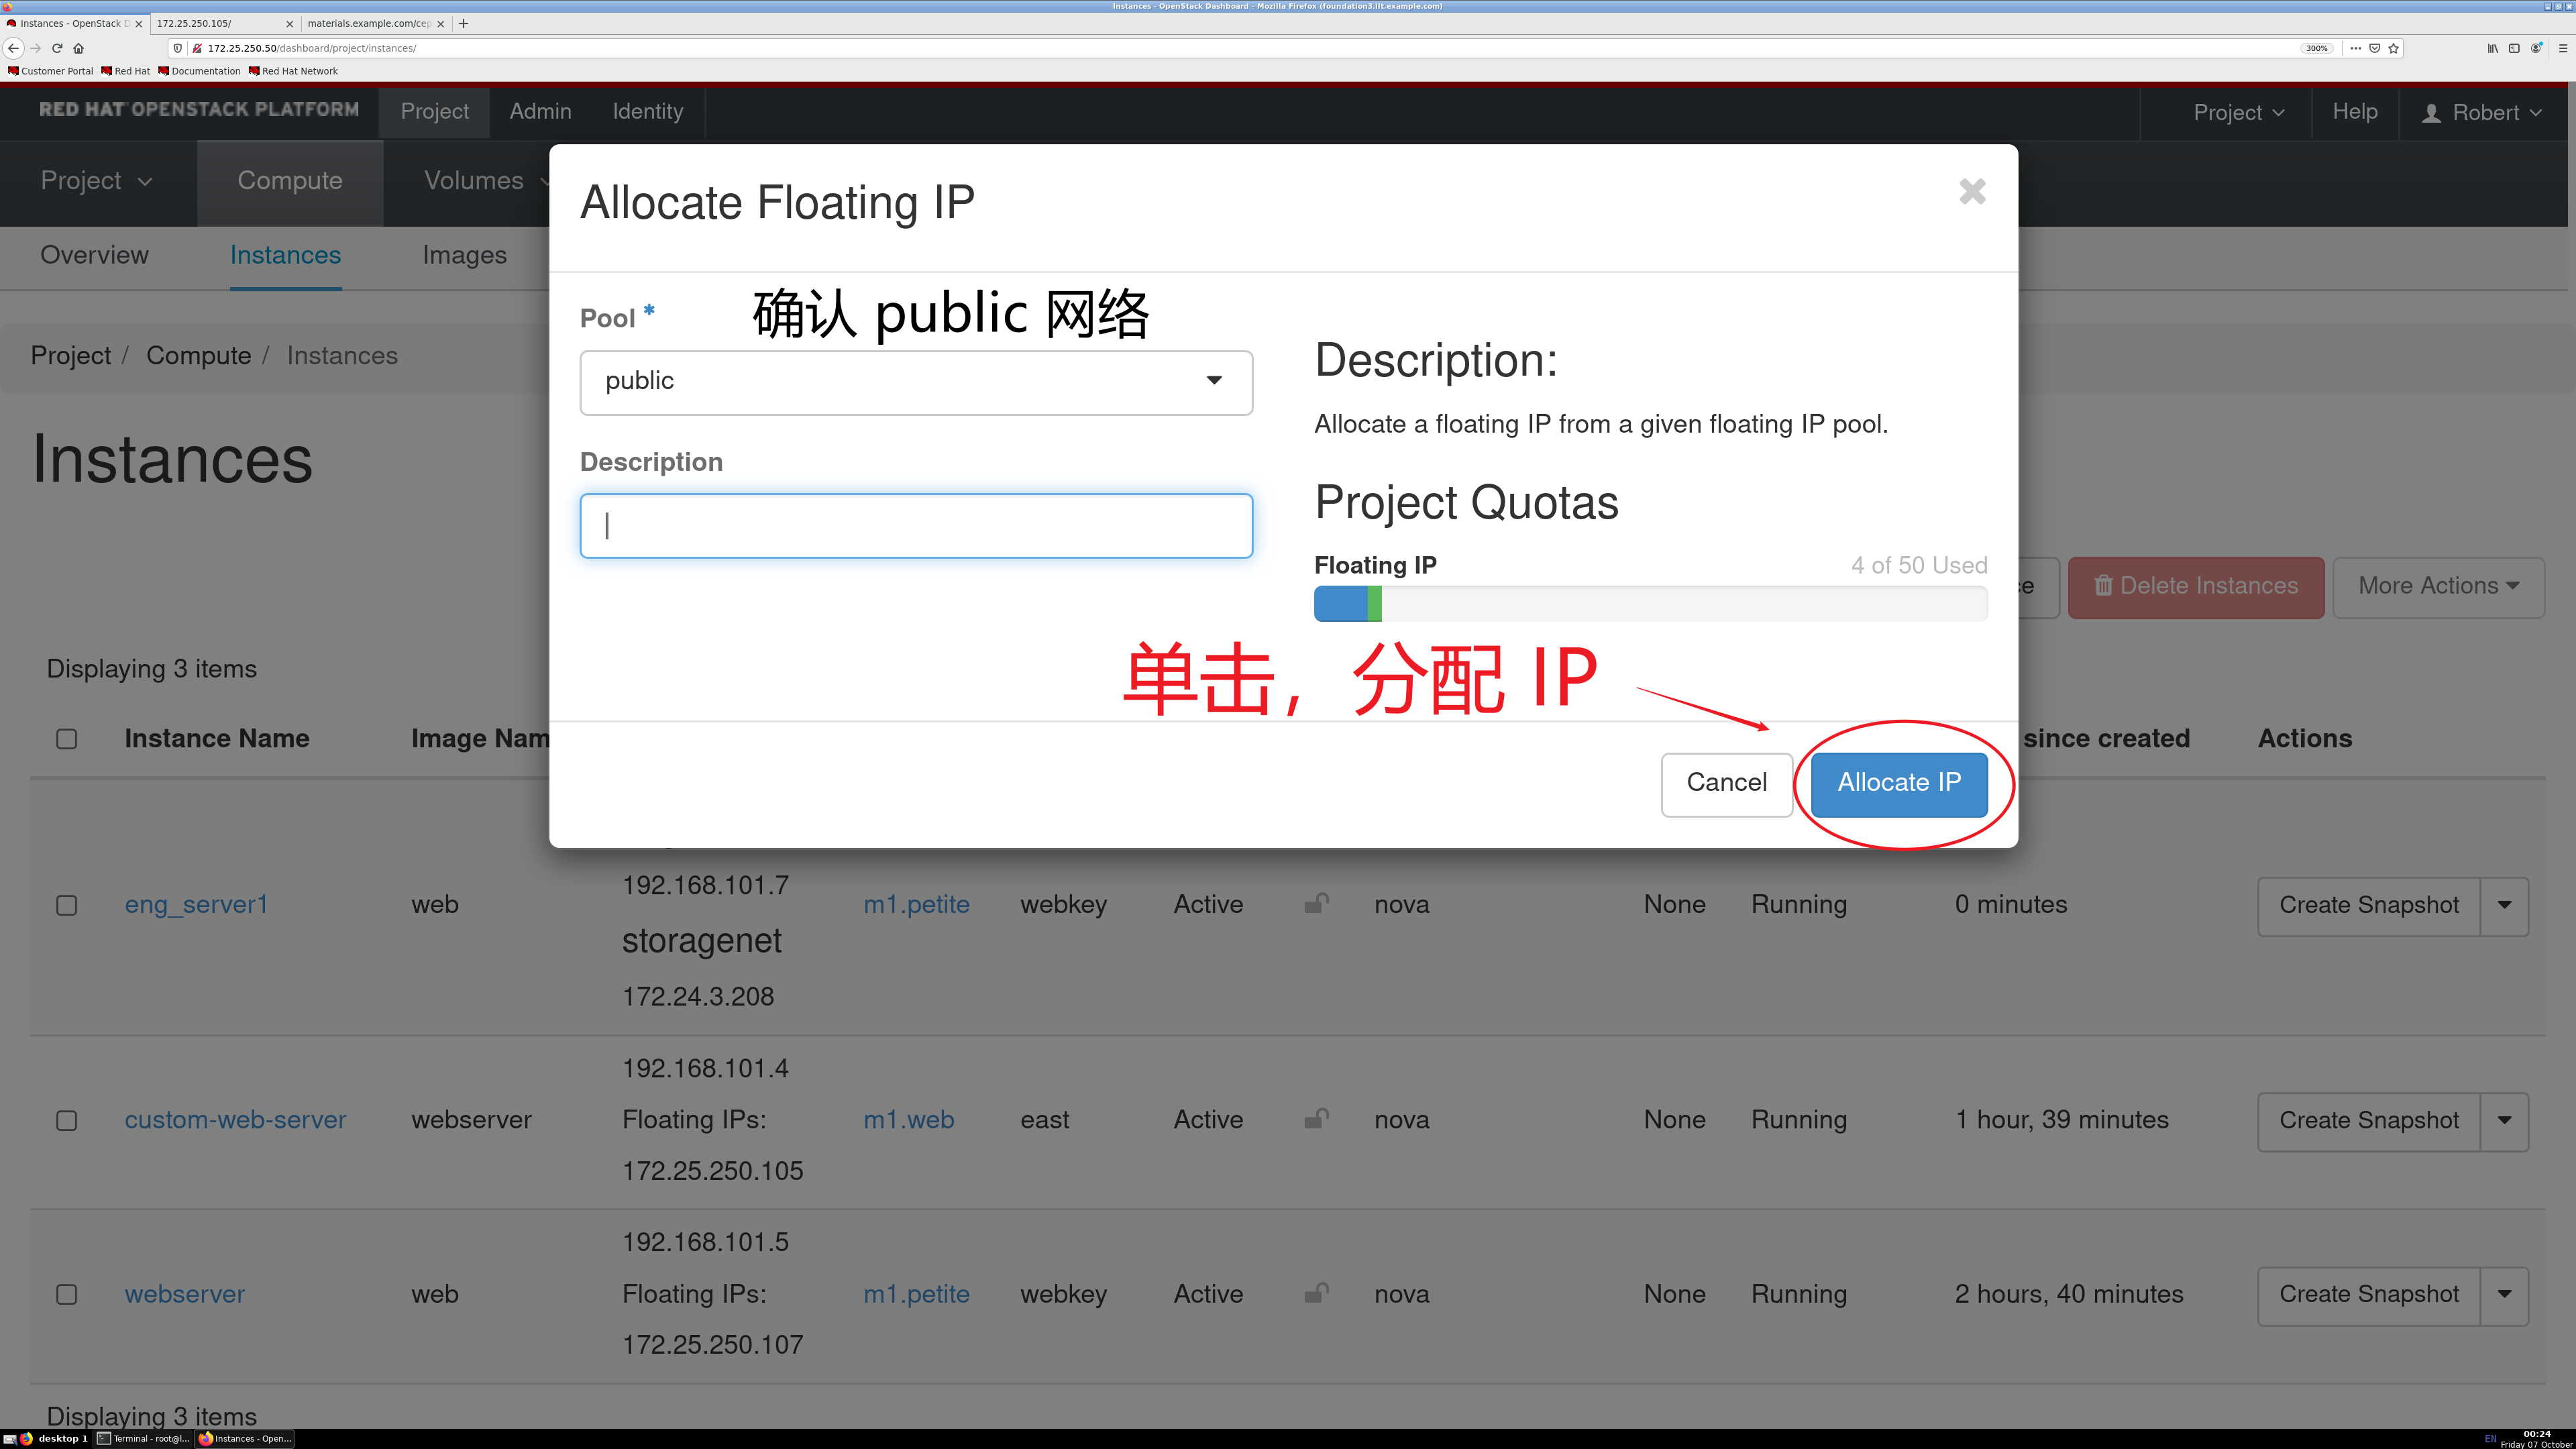 Instances - OpenStack Dashboard - Mozilla Firefox (foundation3.ilt.example.com)
Instances - OpenStack D
172.25.250.105/
materials.example.com/cep
172.25.250.50/dashboard/project/instances/
300%
Customer Portal
Red Hat
Documentation
Red Hat Network
RED HAT OPENSTACK PLATFORM
Project
Admin
Identity
Project
Help
Robert
Project
Compute
Volumes
Overview
Instances
Images
Project / Compute / Instances
Instances
Allocate Floating IP
Pool *
确认 public 网络
public
Description
Description:
Allocate a floating IP from a given floating IP pool.
Project Quotas
Floating IP
4 of 50 Used
单击，分配 IP
Cancel
Allocate IP
Delete Instances
More Actions
Displaying 3 items
Instance Name
Image Nam
since created
Actions
eng_server1
web
192.168.101.7
storagenet
172.24.3.208
m1.petite
webkey
Active
nova
None
Running
0 minutes
Create Snapshot
custom-web-server
webserver
192.168.101.4
Floating IPs:
172.25.250.105
m1.web
east
Active
nova
None
Running
1 hour, 39 minutes
Create Snapshot
webserver
web
192.168.101.5
Floating IPs:
172.25.250.107
m1.petite
webkey
Active
nova
None
Running
2 hours, 40 minutes
Create Snapshot
Displaying 3 items
desktop 1
Terminal - root@l...
Instances - Open...
EN
00:24
Friday 07 October